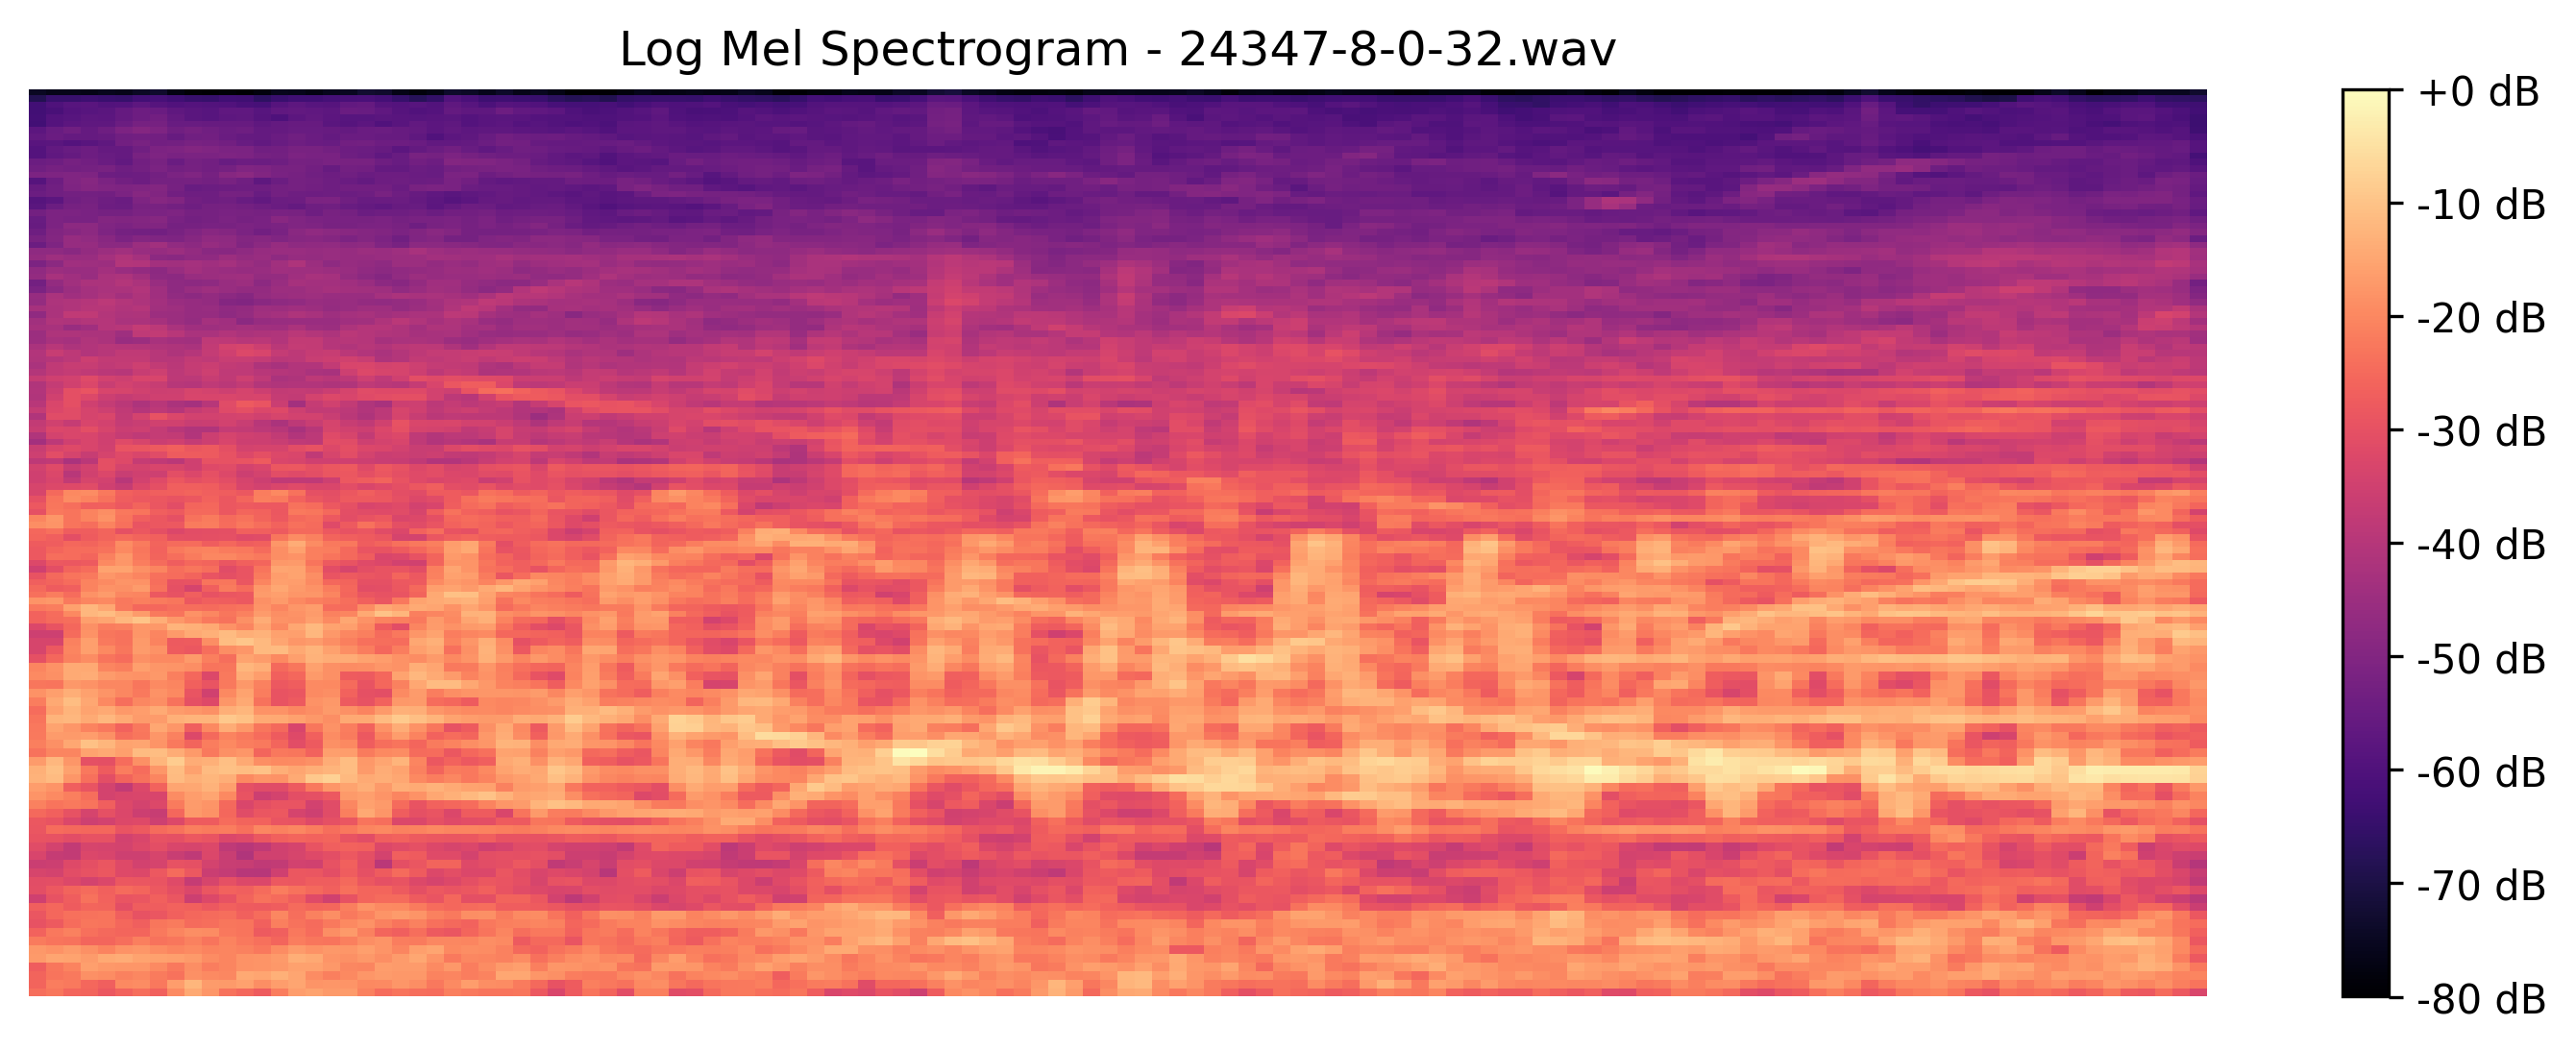 Log Mel Spectrogram - 24347-8-0-32.wav
+0 dB
-10 dB
-20 dB
-30 dB
-40 dB
-50 dB
-60 dB
-70 dB
-80 dB